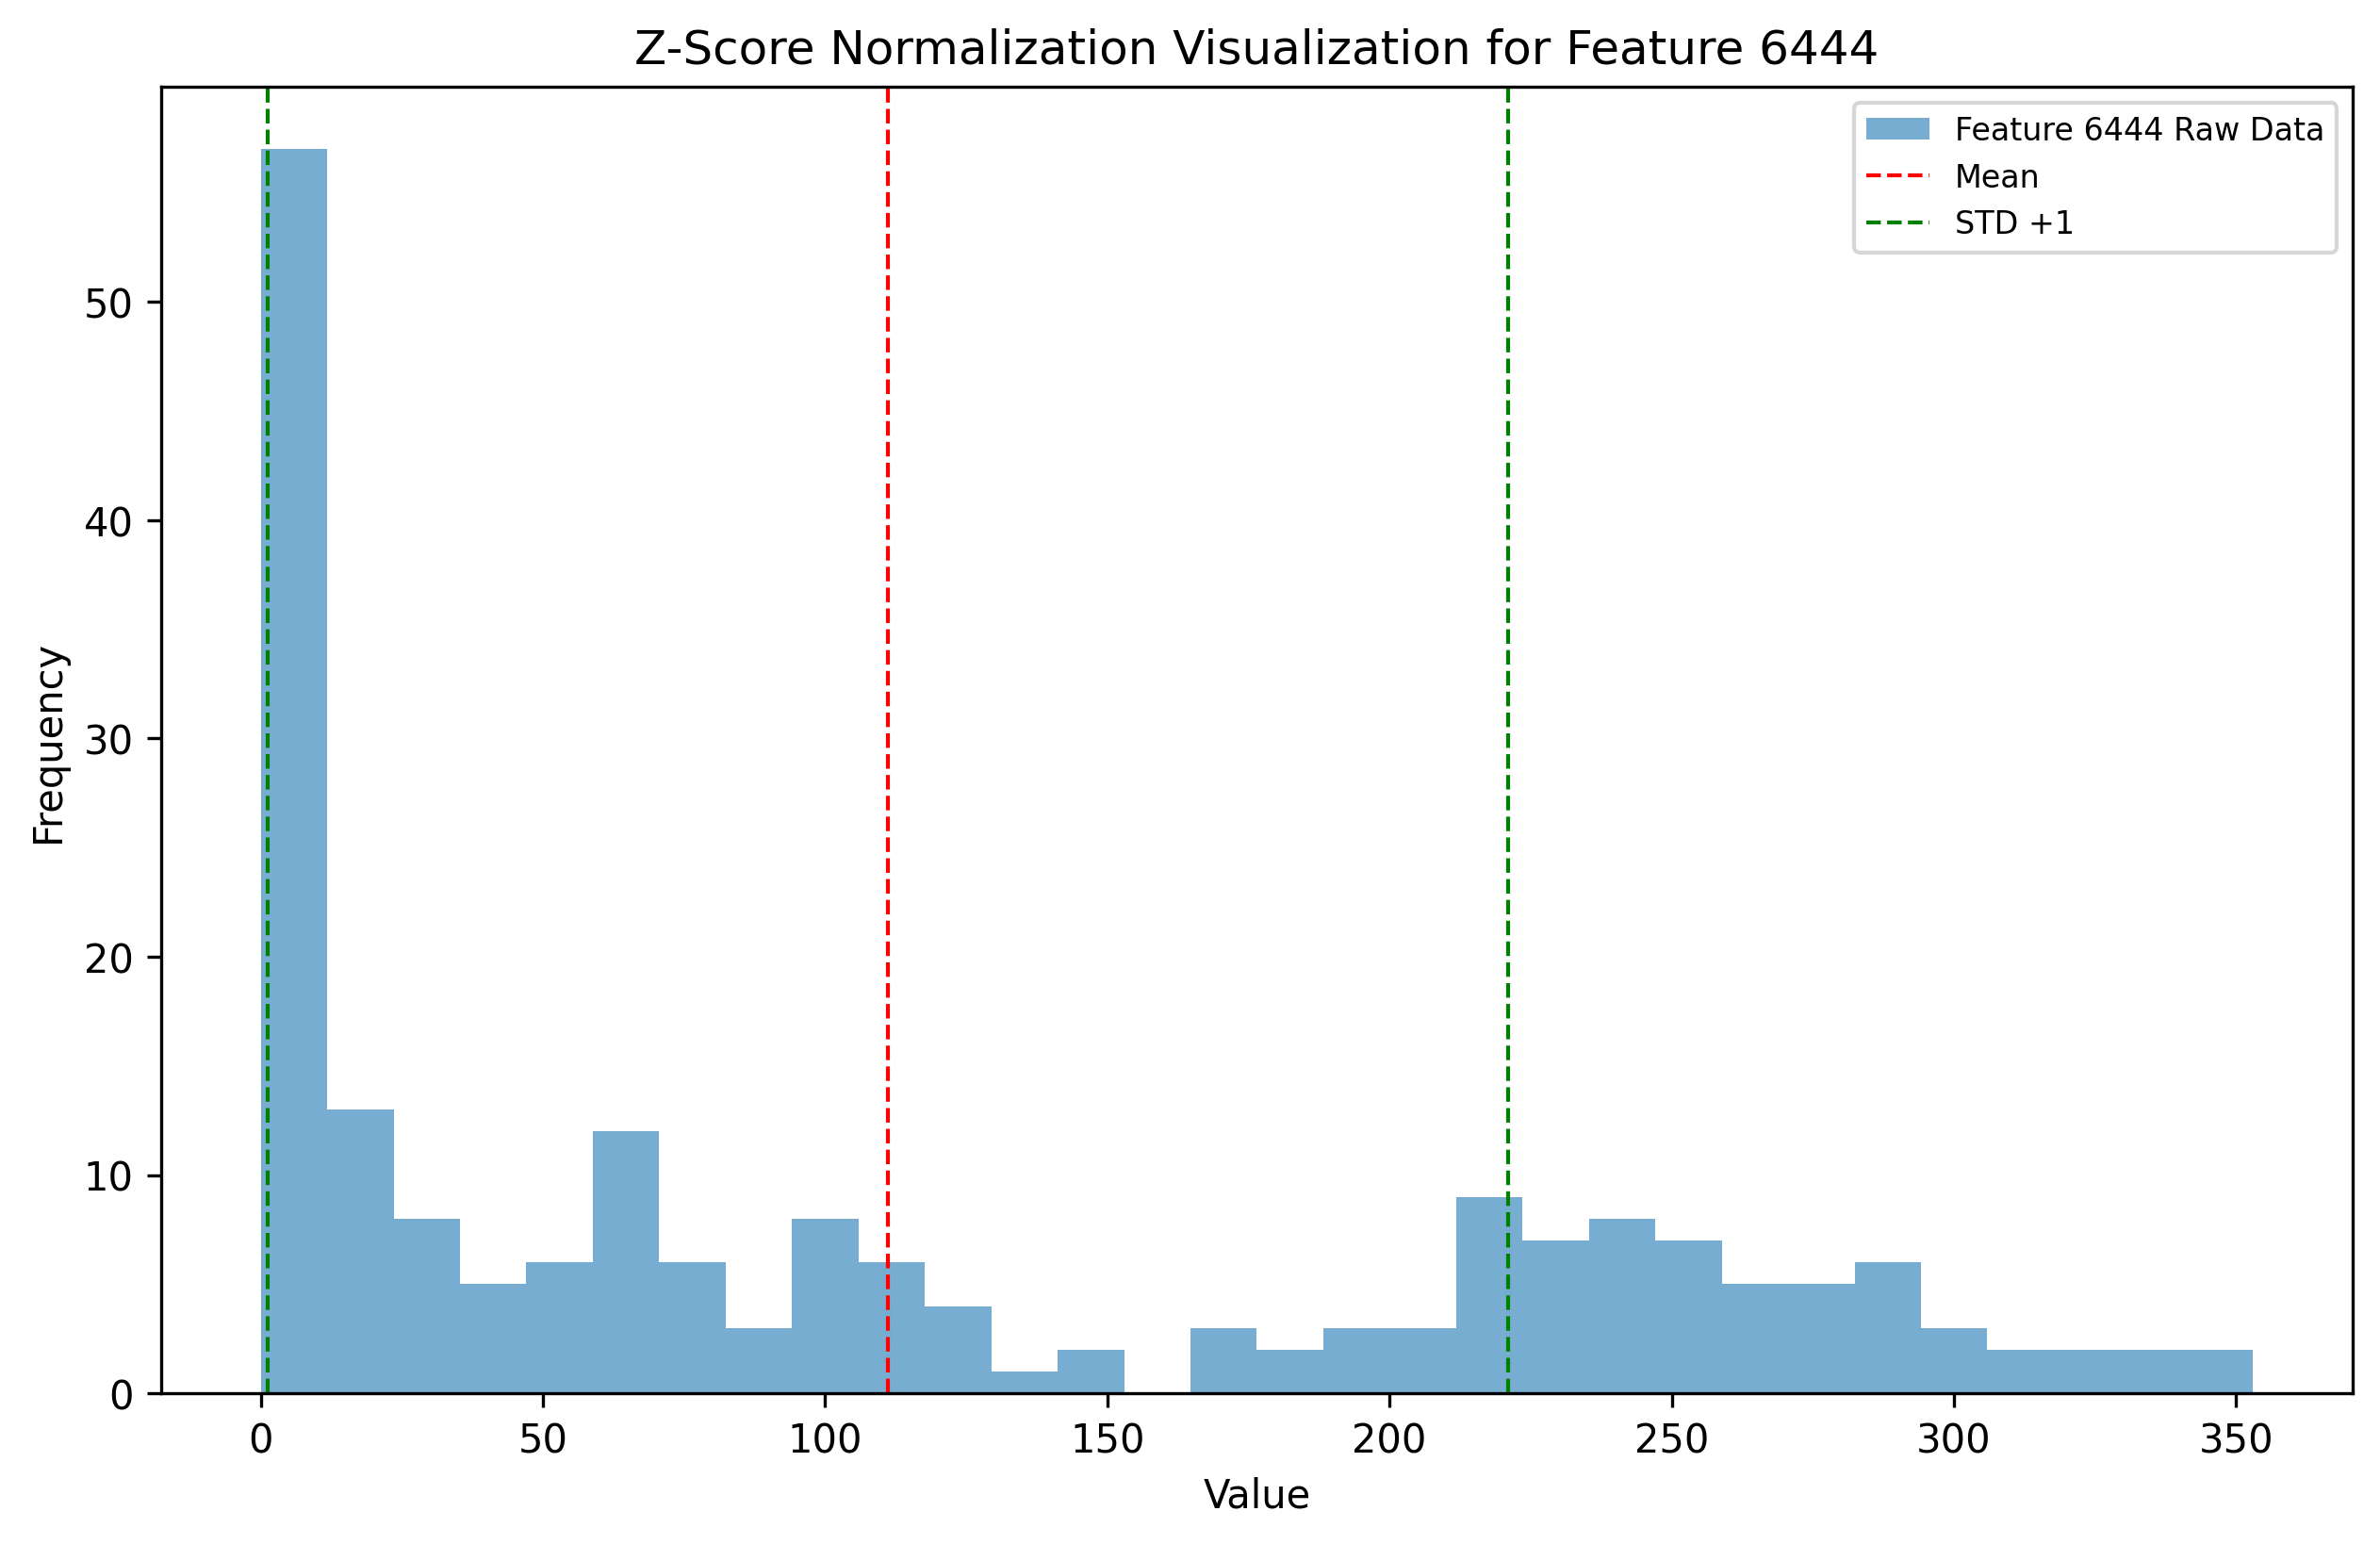 Z-Score Normalization Visualization for Feature 6444
Feature 6444 Raw Data
Mean
STD +1
50
40
30
20
10
0
Frequency
0 50 100 150 200 250 300 350
Value